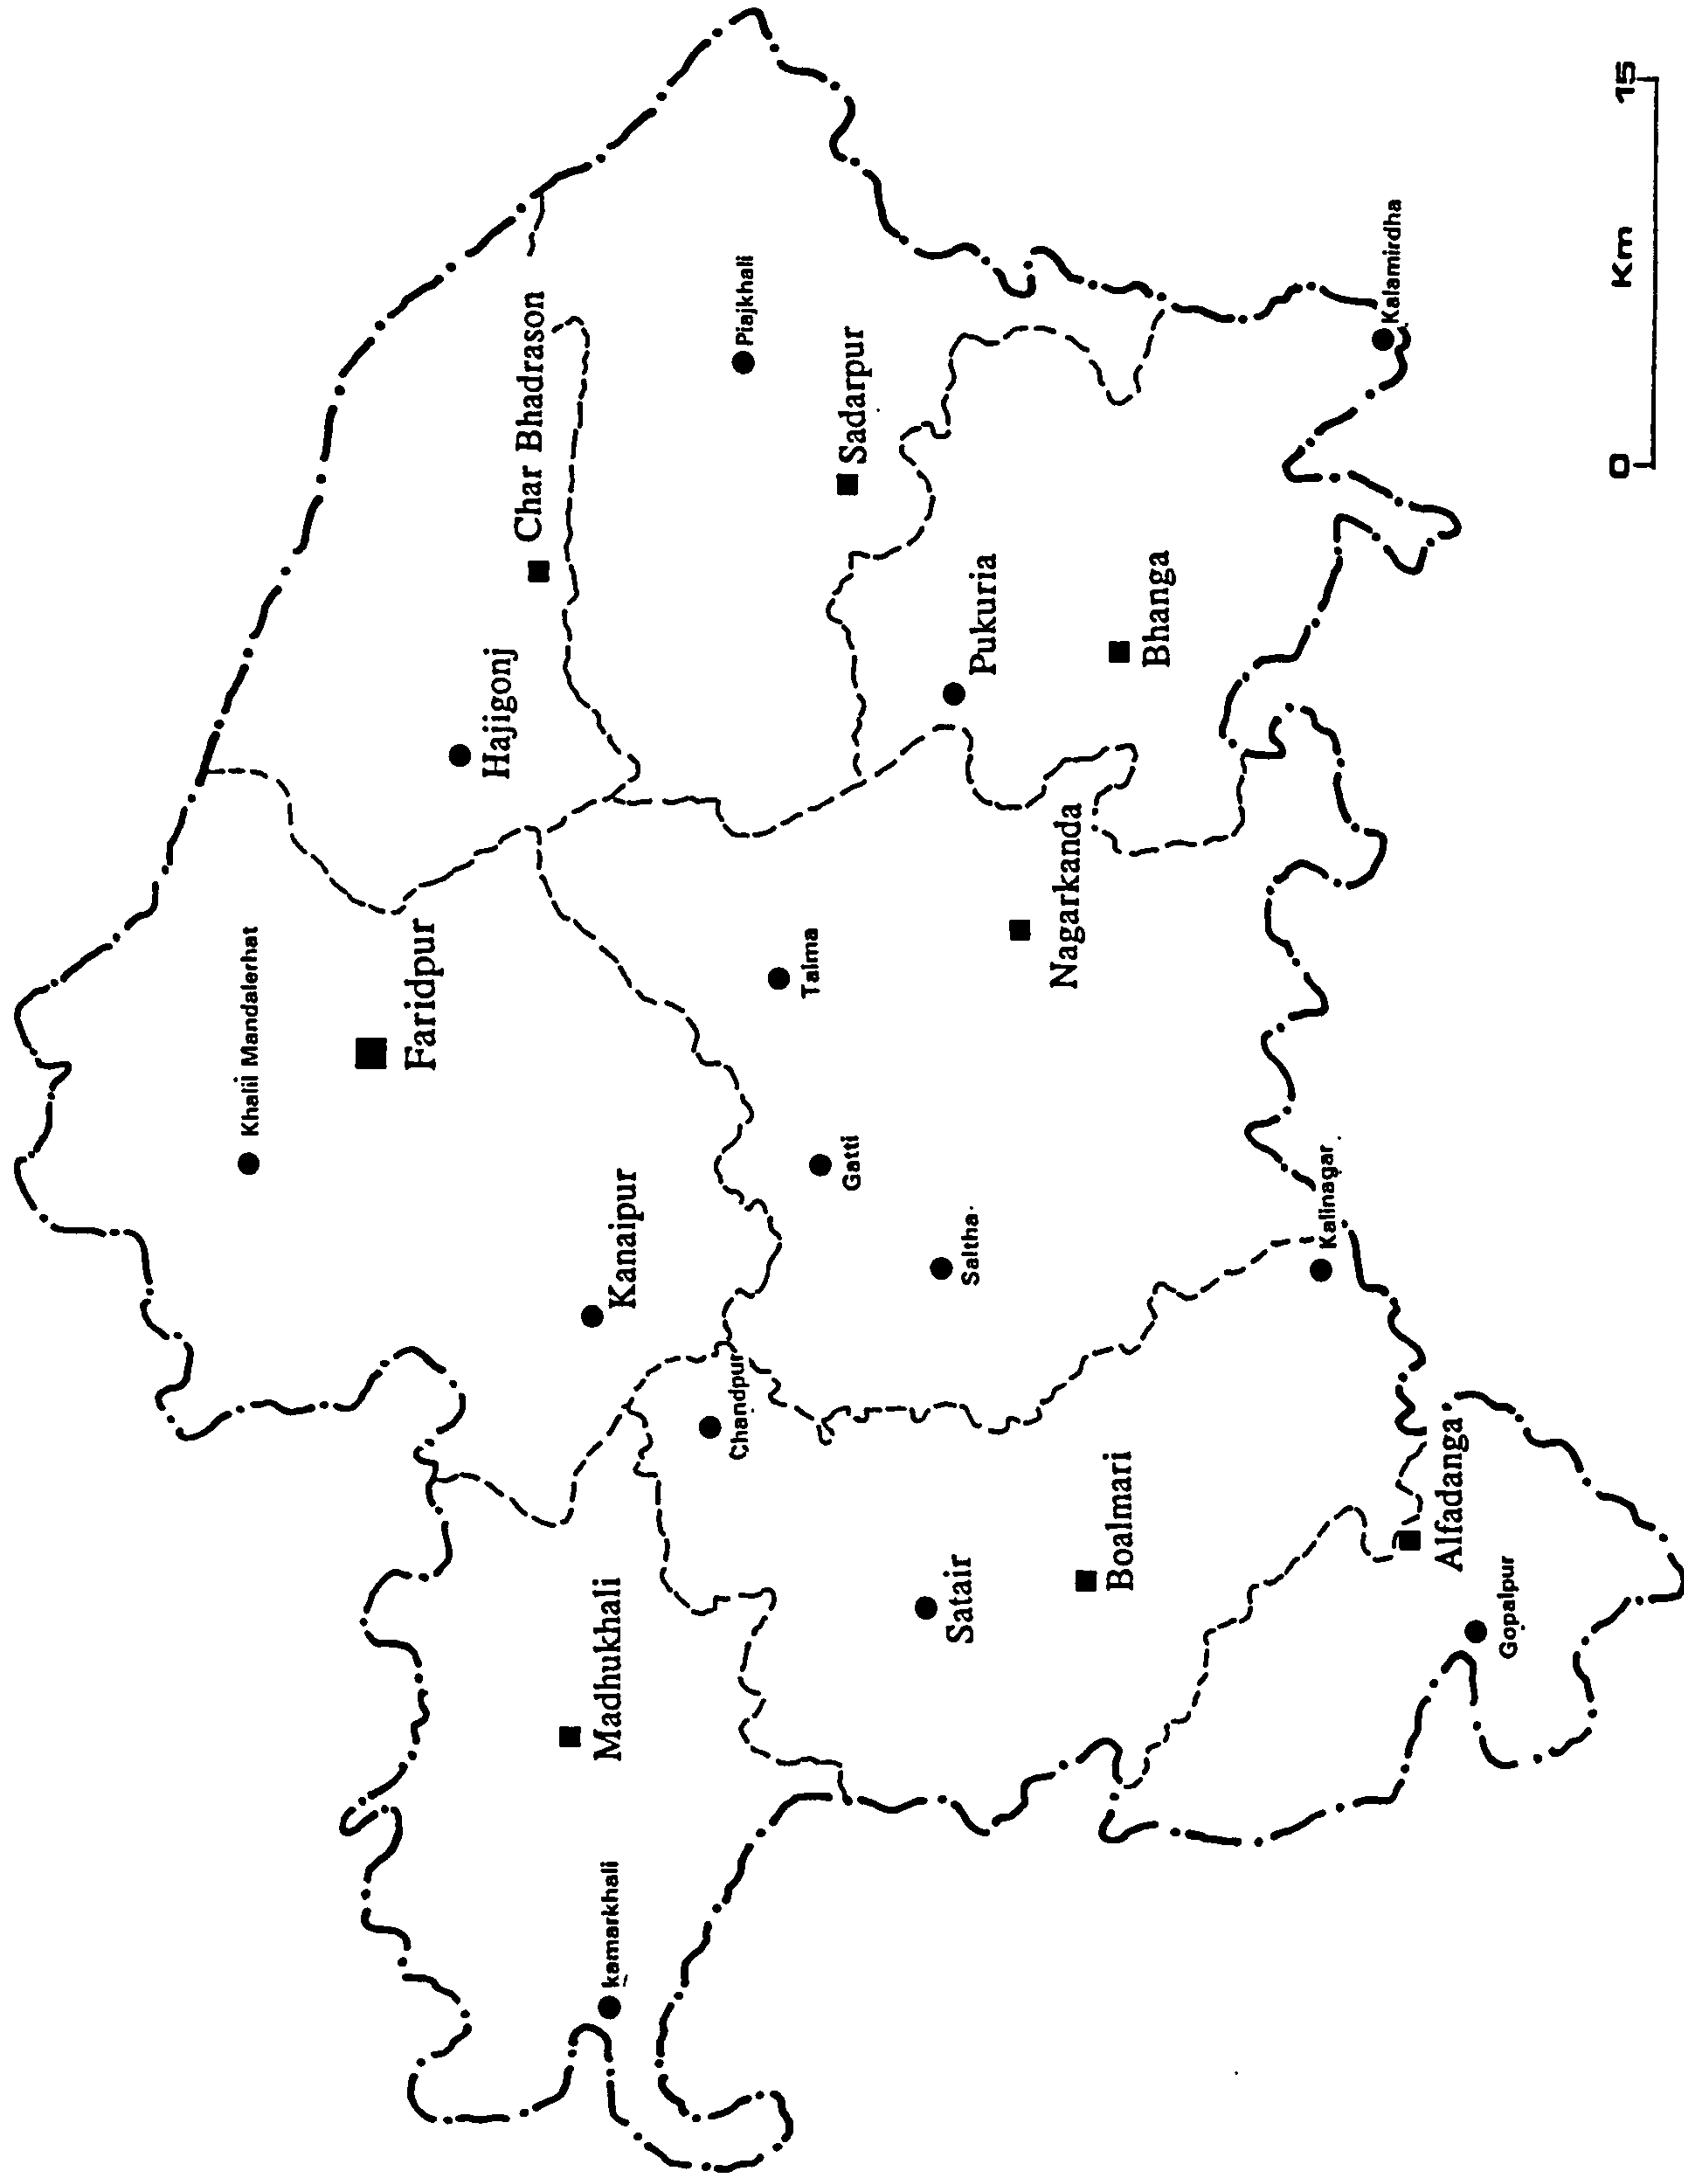 Khalil Mandalerhat
Faridpur
Hajigonj
Char Bhadrason
kamarkhali
Madhukhali
Kanaipur
Chandpur
Piajkhali
Talma
Gatti
Sadarpur
Satair
Saltha
Pukuria
Nagarkanda
Boalmari
Bhanga
Kalinagar
Kalamirdha
Alfadanga
Gopalpur
0 Km 15